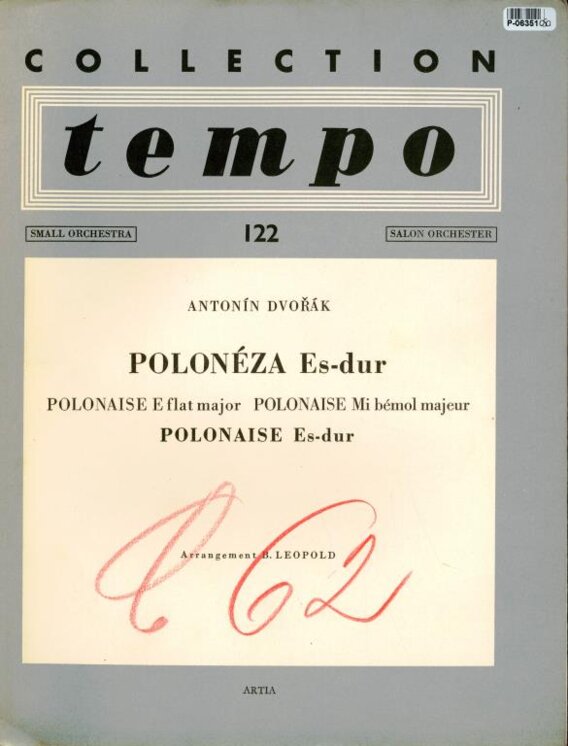 P-06351
COLLECTION
tempo
SMALL ORCHESTRA 122 SALON ORCHESTER
ANTONÍN DVOŘÁK
POLONÉZA Es-dur
POLONAISE E flat major POLONAISE Mi bémol majeur
POLONAISE Es-dur
Arrangement B. LEOPOLD
62
ARTIA